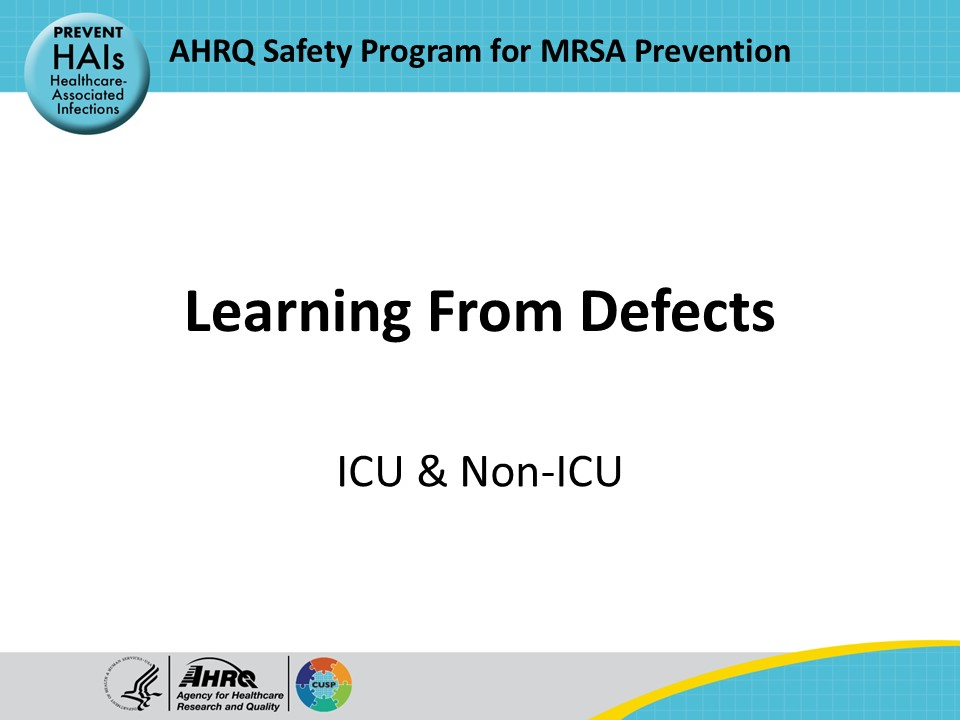 PREVENT
HAIs
Healthcare-
Associated
Infections
AHRQ Safety Program for MRSA Prevention
Learning From Defects
ICU & Non-ICU
AHRQ
Agency for Healthcare
Research and Quality
CUSP